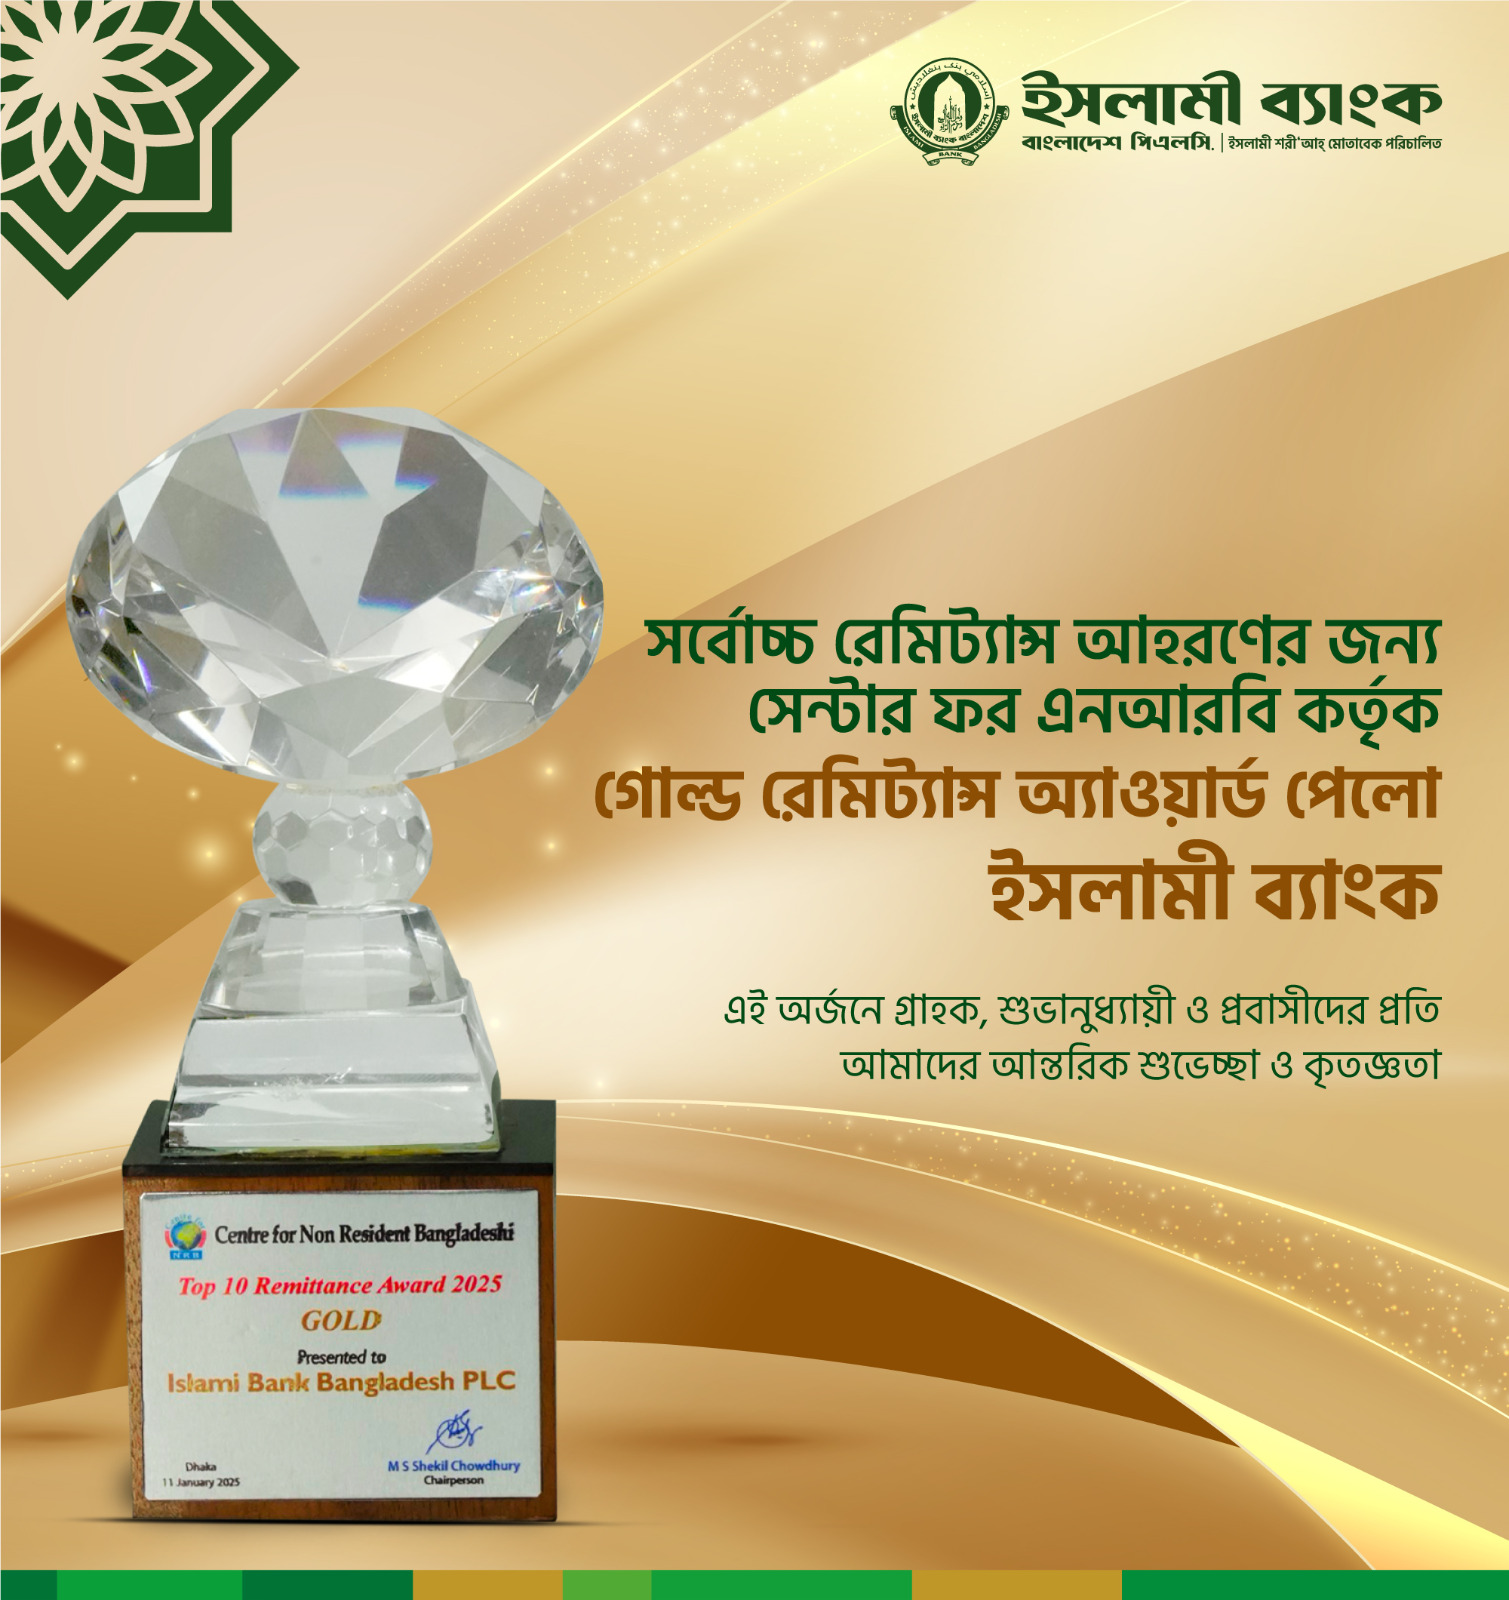 ইসলামী ব্যাংক
বাংলাদেশ পিএলসি. | ইসলামী শরী'আহ্ মোতাবেক পরিচালিত
সর্বোচ্চ রেমিট্যান্স আহরণের জন্য
সেন্টার ফর এনআরবি কর্তৃক
গোল্ড রেমিট্যান্স অ্যাওয়ার্ড পেলো
ইসলামী ব্যাংক
এই অর্জনে গ্রাহক, শুভানুধ্যায়ী ও প্রবাসীদের প্রতি
আমাদের আন্তরিক শুভেচ্ছা ও কৃতজ্ঞতা
Centre for Non Resident Bangladeshi
NRB
Top 10 Remittance Award 2025
GOLD
Presented to
Islami Bank Bangladesh PLC
M S Shekil Chowdhury
Chairperson
Dhaka
11 January 2025